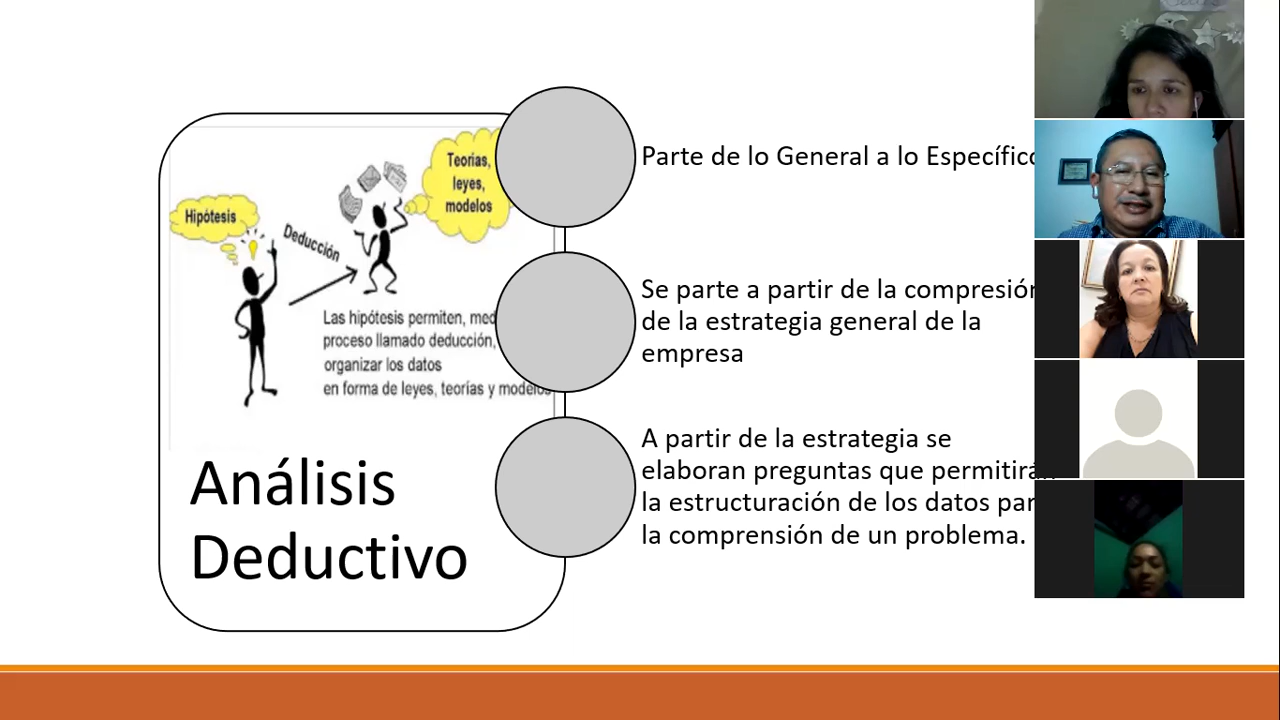 Teorías,
leyes,
modelos
Hipótesis
Deducción
Las hipótesis permiten,
proceso llamado deducción,
organizar los datos
en forma de leyes, teorías y modelos
Análisis
Deductivo
Parte de lo General a lo Específico
Se parte a partir de la compresión
de la estrategia general de la
empresa
A partir de la estrategia se
elaboran preguntas que permitirán
la estructuración de los datos par
la comprensión de un problema.